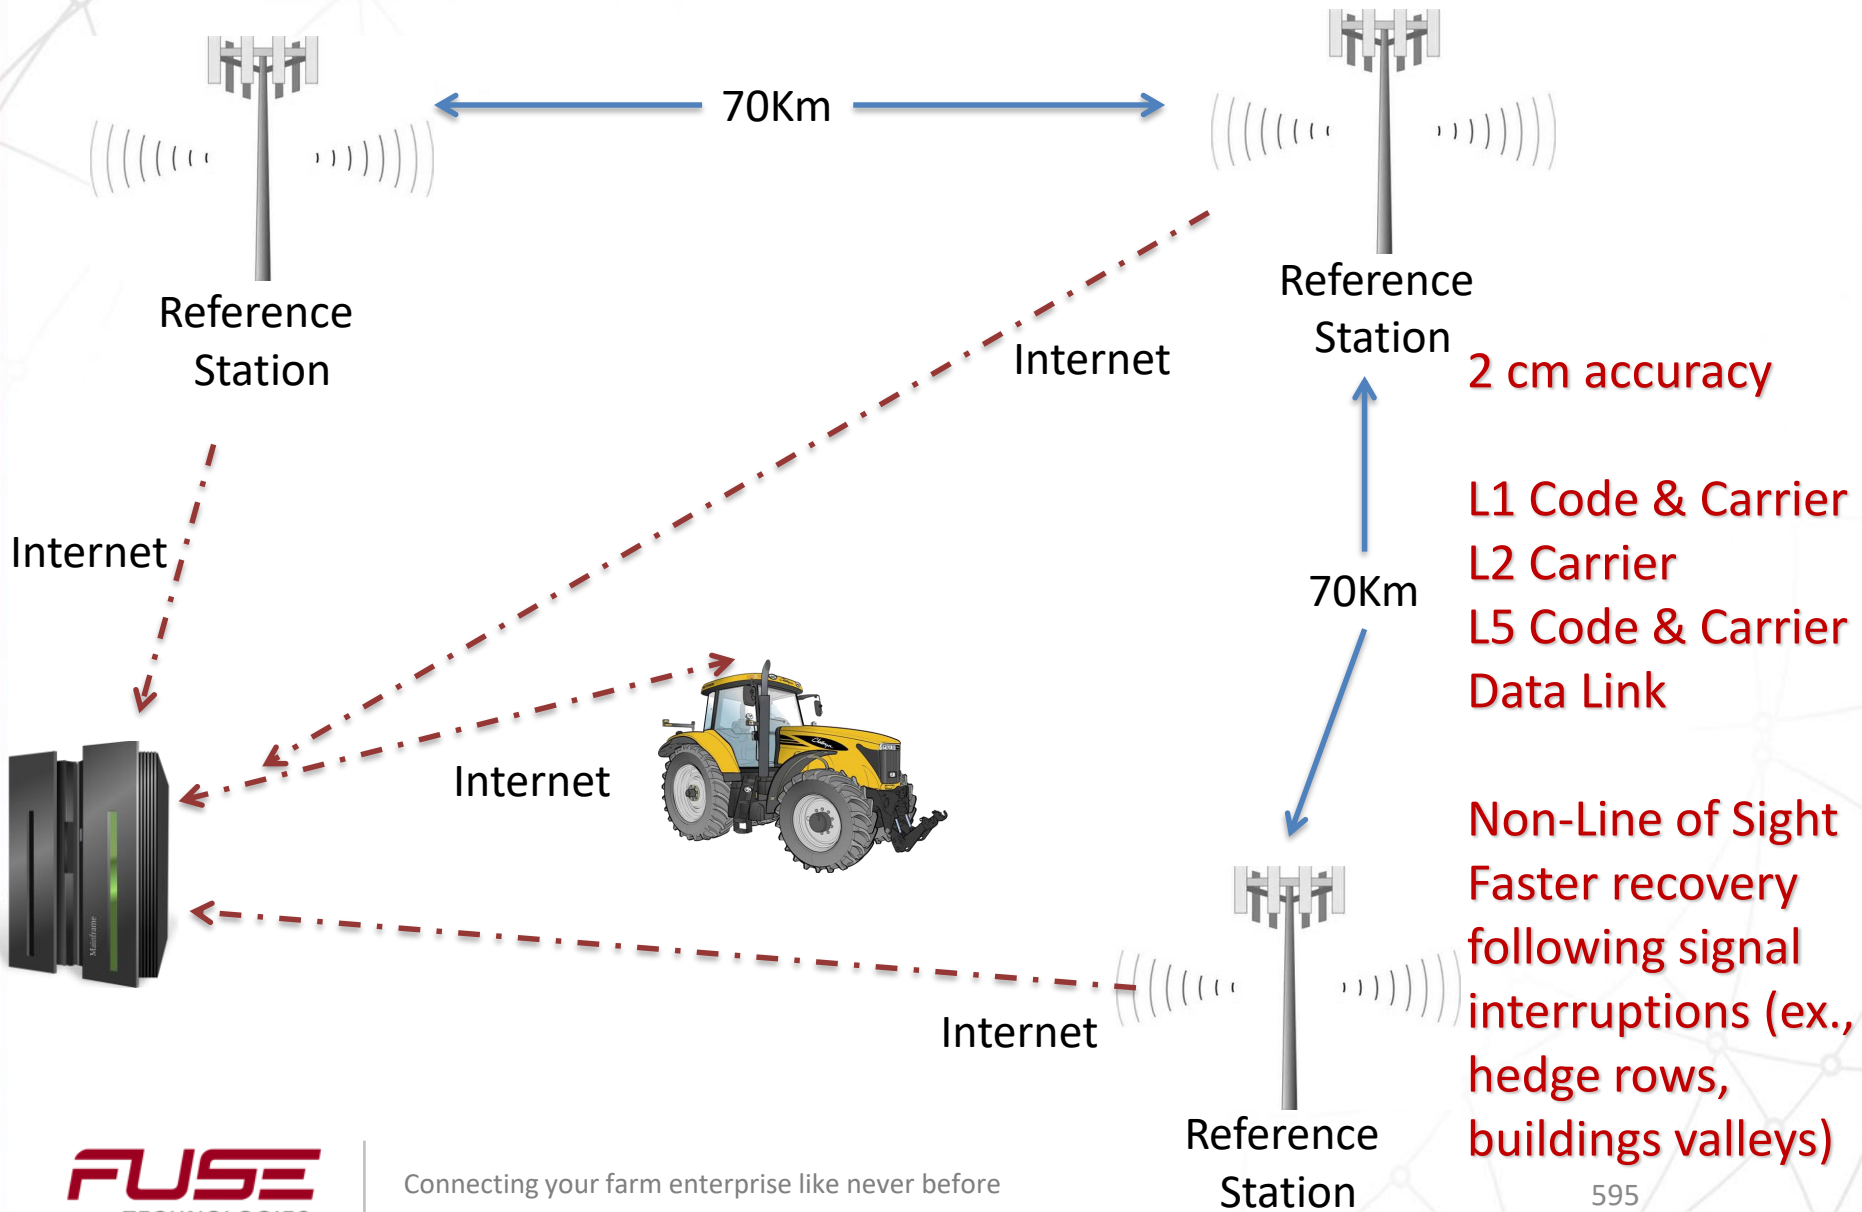 70Km
Reference
Station
Reference
Station
Internet
2 cm accuracy
L1 Code & Carrier
L2 Carrier
L5 Code & Carrier
Data Link
Internet
70Km
Internet
Mainframe
Non-Line of Sight
Faster recovery
following signal
interruptions (ex.,
hedge rows,
buildings valleys)
Internet
Reference
Station
FUSE
TECHNOLOGIES
Connecting your farm enterprise like never before
595